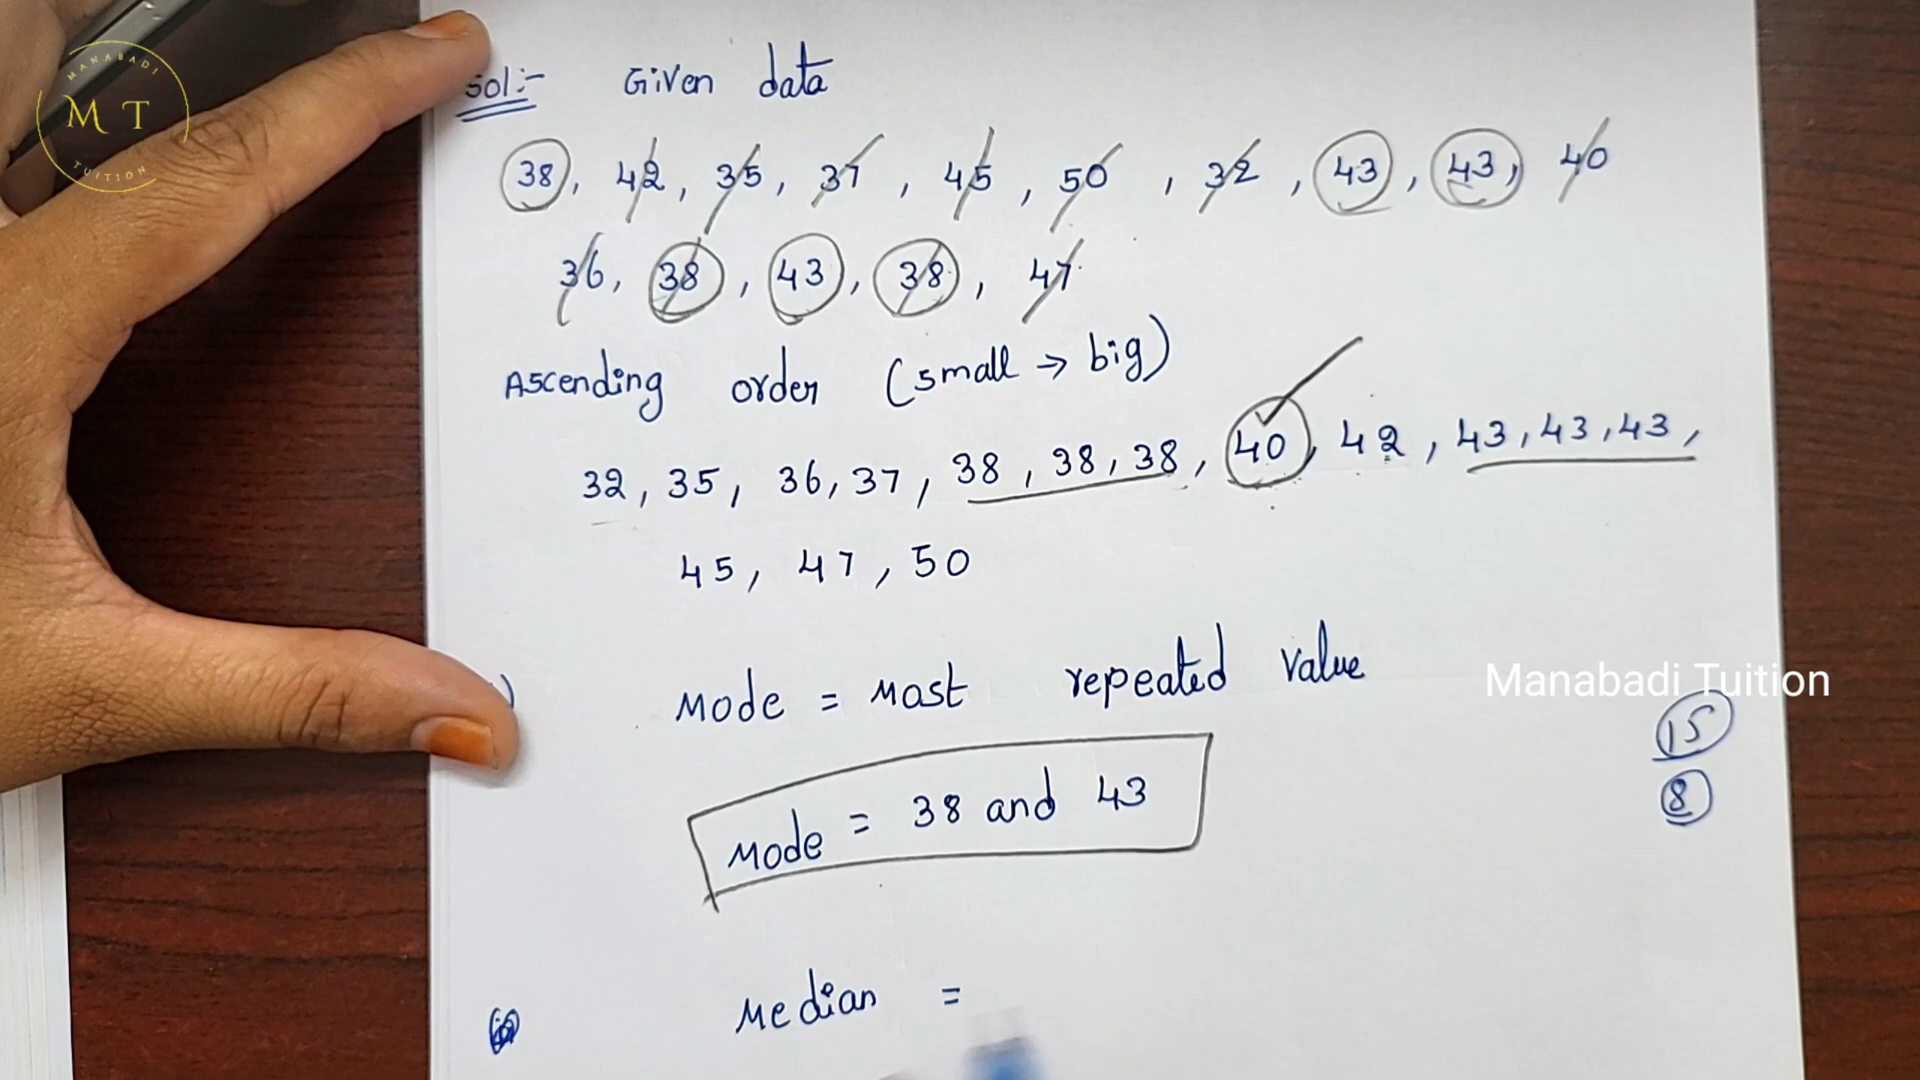 MANABADI
MT
TUITION
Sol:- Given data
38, 42, 35, 37, 45, 50, 32, 43, 43, 40
36, 38, 43, 38, 47
Ascending order (small → big)
32, 35, 36, 37, 38, 38, 38, 40, 42, 43, 43, 43,
45, 47, 50
Mode = Most repeated value
Manabadi Tuition
15
8
Mode = 38 and 43
Median =